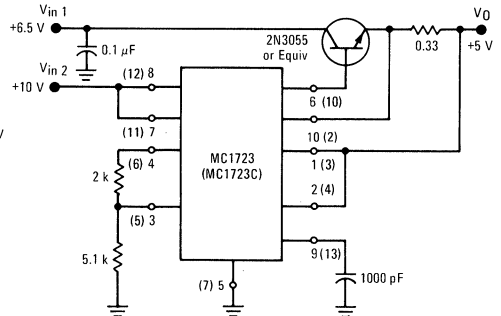 Vin 1
+6.5 V
0.1 µF
Vin 2
+10 V
2N3055
or Equiv
0.33
VO
+5 V
(12) 8
(11) 7
(6) 4
2 k
(5) 3
5.1 k
MC1723
(MC1723C)
6 (10)
10 (2)
1 (3)
2 (4)
9 (13)
1000 pF
(7) 5